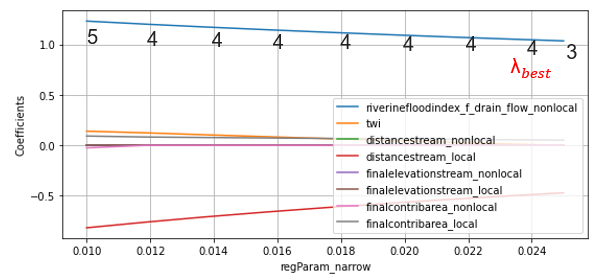 1.0
0.5
0.0
−0.5
Coefficients
5 4 4 4 4 4 4 4 3
λbest
riverinefloodindex_f_drain_flow_nonlocal
twi
distancestream_nonlocal
distancestream_local
finalelevationstream_nonlocal
finalelevationstream_local
finalcontribarea_nonlocal
finalcontribarea_local
0.010 0.012 0.014 0.016 0.018 0.020 0.022 0.024
regParam_narrow